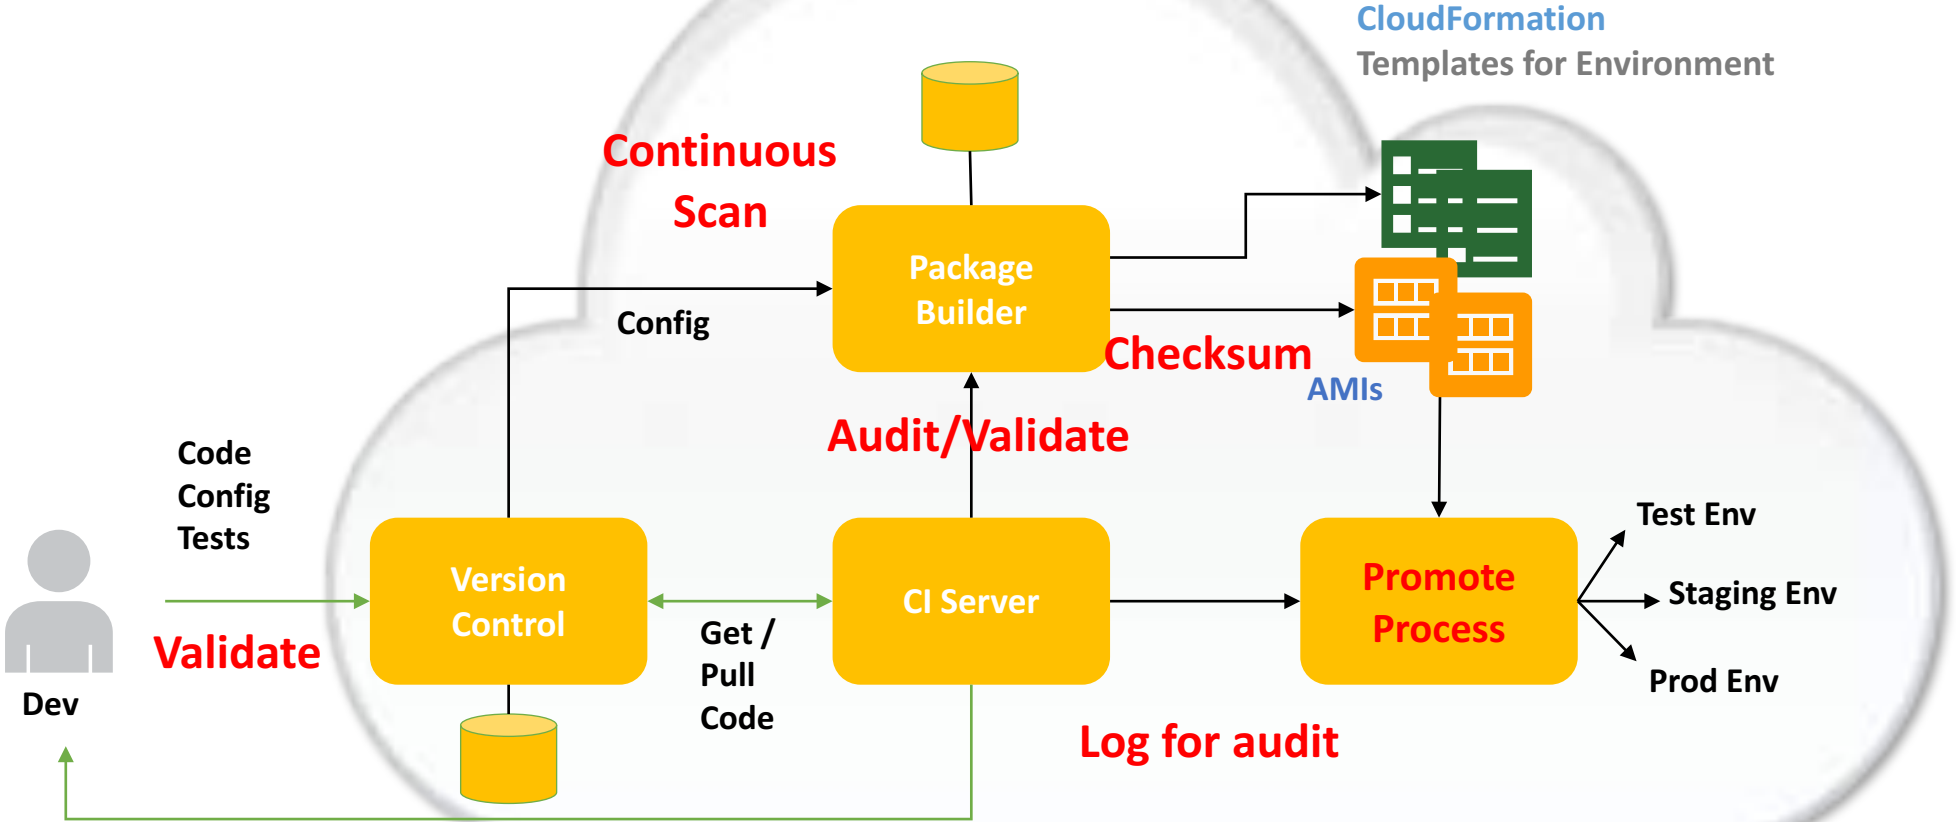 CloudFormation
Templates for Environment
Continuous
Scan
Package
Builder
Config
Checksum
AMIs
Audit/Validate
Code
Config
Tests
Version
Control
CI Server
Promote
Process
Test Env
Staging Env
Prod Env
Validate
Get /
Pull
Code
Dev
Log for audit